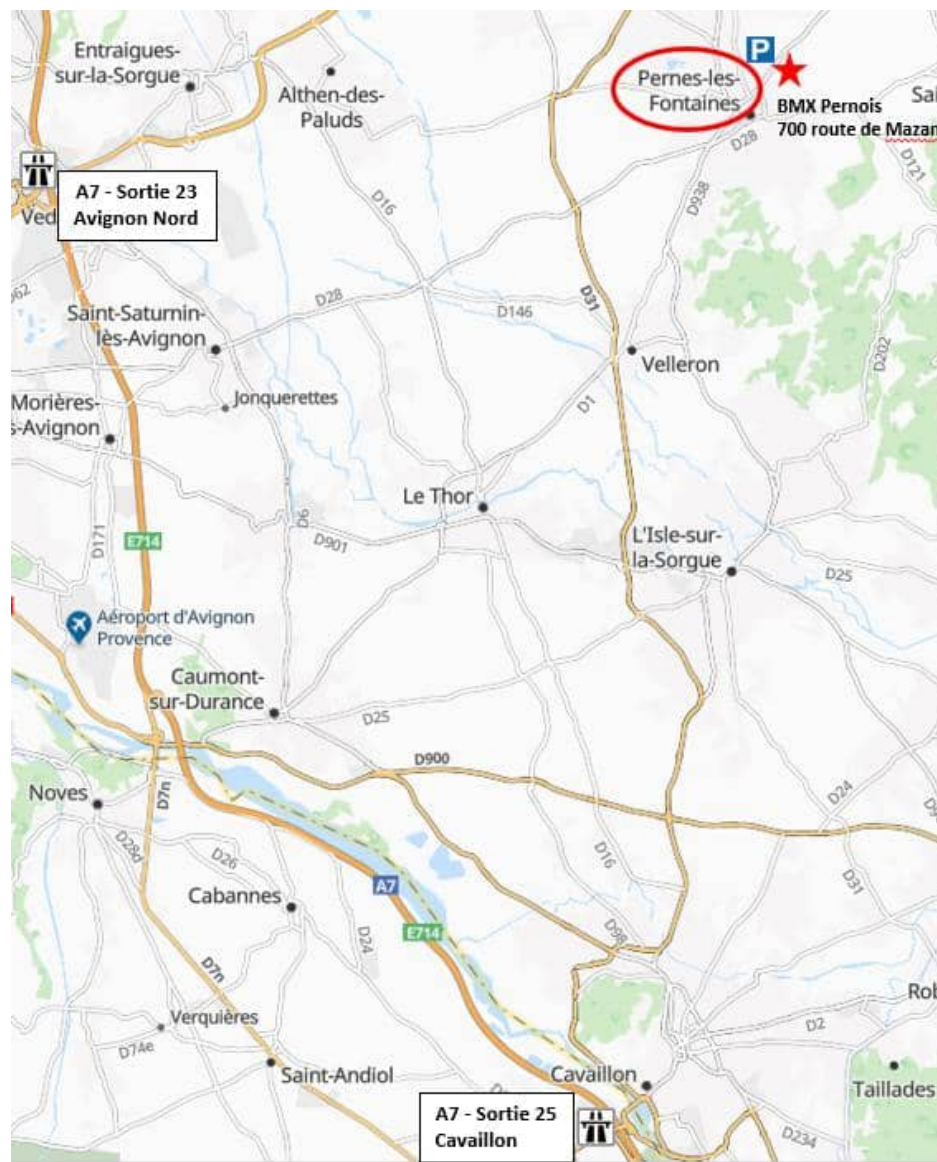 Entraigues-
sur-la-Sorgue
Althen-des-
Paluds
P
Pernes-les-
Fontaines
BMX Pernois
700 route de Mazan
D28
D121
A7 - Sortie 23
Avignon Nord
D16
D938
D28
D146
D31
D202
Saint-Saturnin-
lès-Avignon
Velleron
Jonquerettes
D1
Le Thor
D6
D901
D171
E714
L'Isle-sur-
la-Sorgue
D25
Aéroport d'Avignon
Provence
Caumont-
sur-Durance
D25
D900
Noves
D7n
D24
D28d
D26
D16
D31
A7
Cabannes
E714
D24
D98
D7n
Verquières
D74e
D2
Saint-Andiol
Cavaillon
Taillades
A7 - Sortie 25
Cavaillon
D234